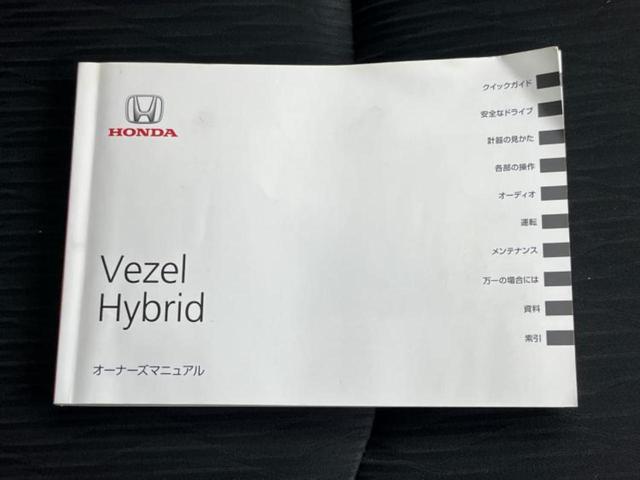 HONDA
Vezel
Hybrid
オーナーズマニュアル
クイックガイド
安全なドライブ
計器の見かた
各部の操作
オーディオ
運転
メンテナンス
万一の場合には
資料
索引